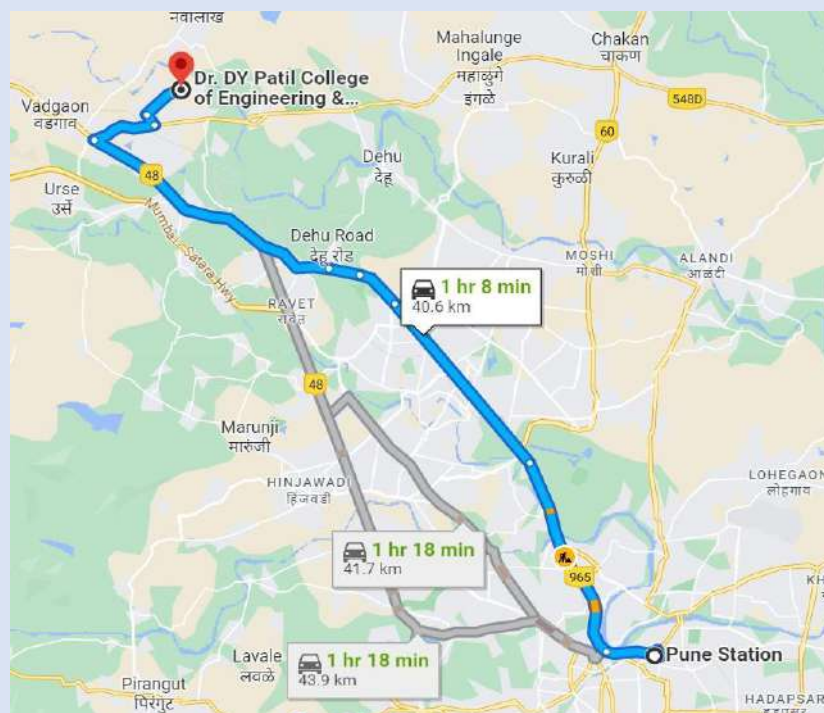 नवलाख
Dr. DY Patil College
of Engineering &...
Vadgaon
वडगाव
Mahalunge
Ingale
महाळुंगे
इंगळे
Chakan
चाकण
548D
60
Dehu
देहू
Kurali
कुरुळी
Urse
उर्से
48
Mumbai - Satara Hwy
Dehu Road
देहू रोड
MOSHI
मोशी
ALANDI
आळंदी
1 hr 8 min
40.6 km
RAVET
रावेत
48
Marunji
मारुंजी
HINJAWADI
हिंजवडी
LOHEGAON
लोहगाव
1 hr 18 min
41.7 km
965
KH
Pune Station
Lavale
लवळे
1 hr 18 min
43.9 km
Pirangut
पिरंगुट
HADAPSAR
हडपसर